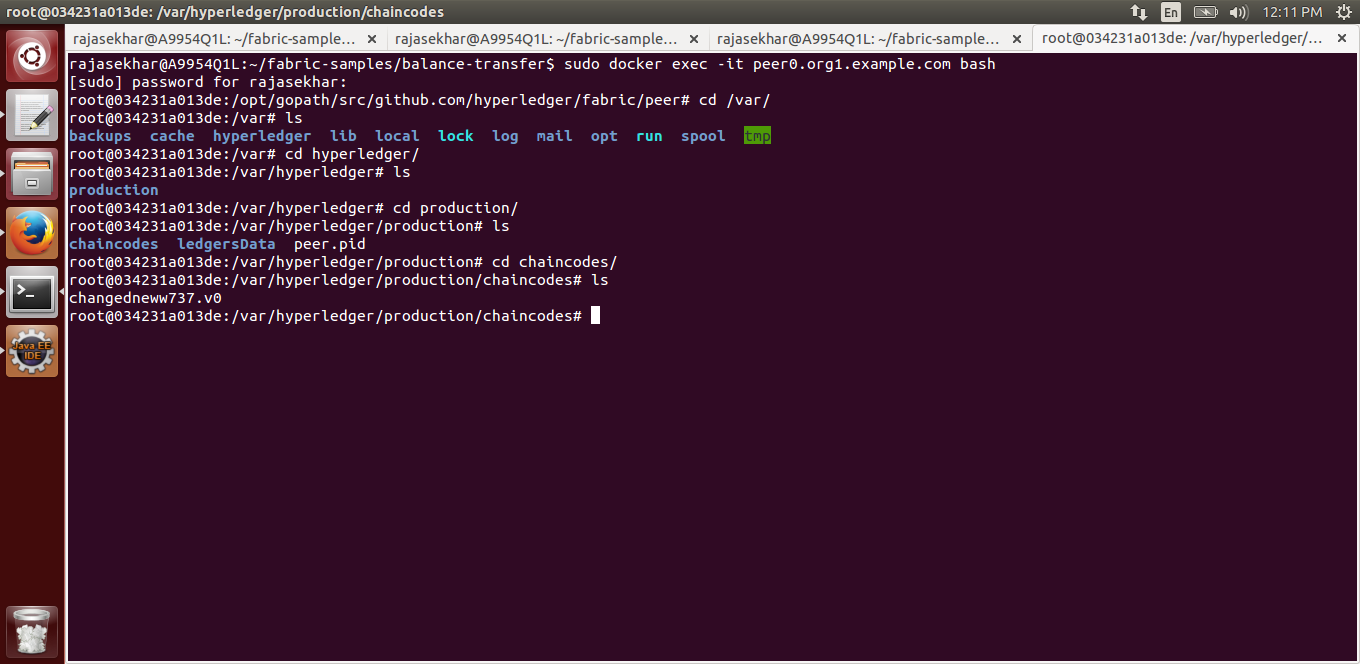 root@034231a013de: /var/hyperledger/production/chaincodes
En
12:11 PM
rajasekhar@A9954Q1L: ~/fabric-sample... ×
rajasekhar@A9954Q1L: ~/fabric-sample... ×
rajasekhar@A9954Q1L: ~/fabric-sample... ×
root@034231a013de: /var/hyperledger/... ×
rajasekhar@A9954Q1L:~/fabric-samples/balance-transfer$ sudo docker exec -it peer0.org1.example.com bash
[sudo] password for rajasekhar:
root@034231a013de:/opt/gopath/src/github.com/hyperledger/fabric/peer# cd /var/
root@034231a013de:/var# ls
backups  cache  hyperledger  lib  local  lock  log  mail  opt  run  spool  tmp
root@034231a013de:/var# cd hyperledger/
root@034231a013de:/var/hyperledger# ls
production
root@034231a013de:/var/hyperledger# cd production/
root@034231a013de:/var/hyperledger/production# ls
chaincodes  ledgersData  peer.pid
root@034231a013de:/var/hyperledger/production# cd chaincodes/
root@034231a013de:/var/hyperledger/production/chaincodes# ls
changedneww737.v0
root@034231a013de:/var/hyperledger/production/chaincodes#
Java EE
IDE